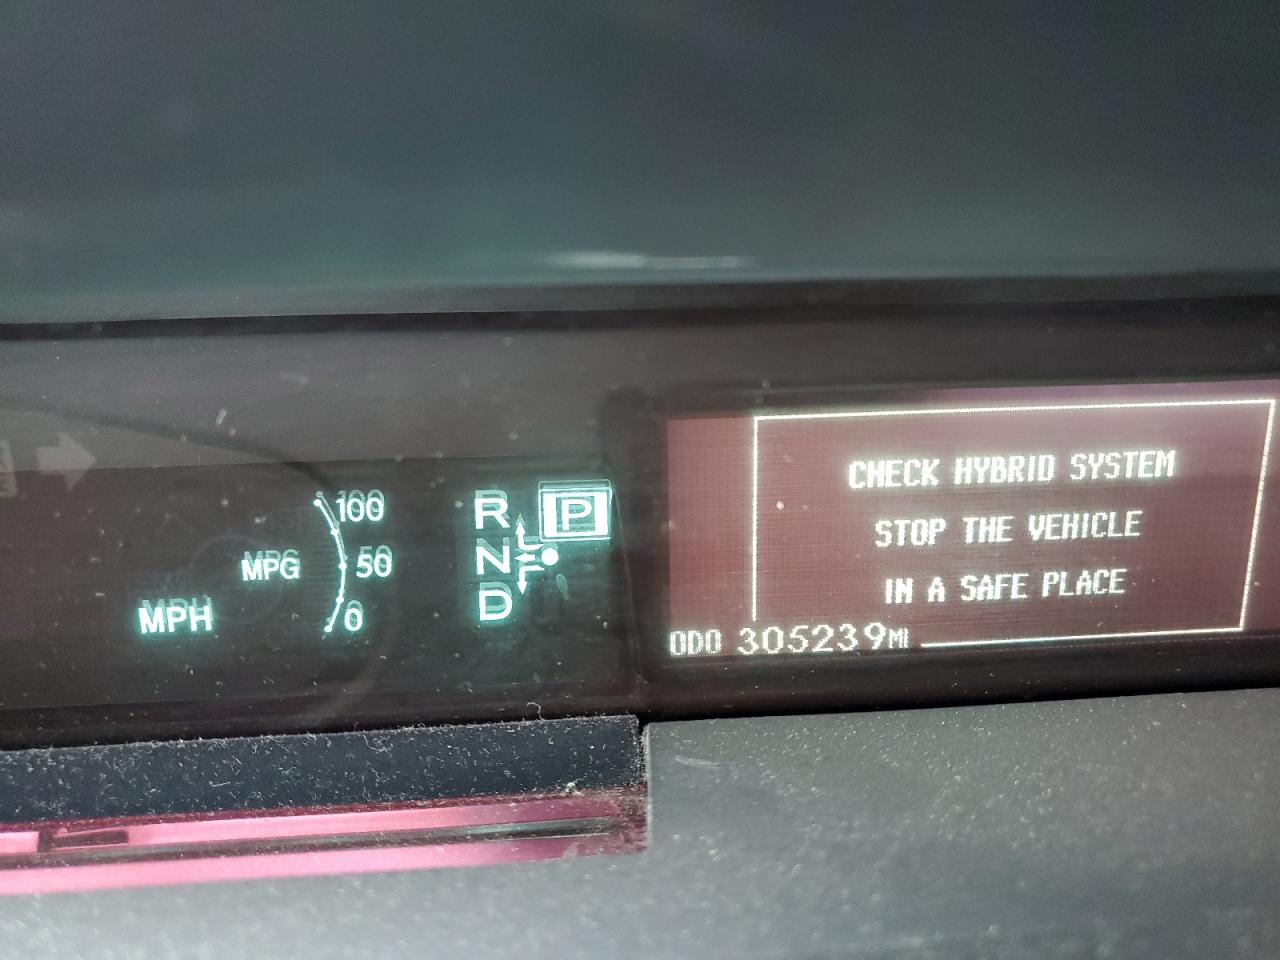 100
MPG
50
MPH
0
R
P
N
D
CHECK HYBRID SYSTEM
STOP THE VEHICLE
IN A SAFE PLACE
ODO 305239MI